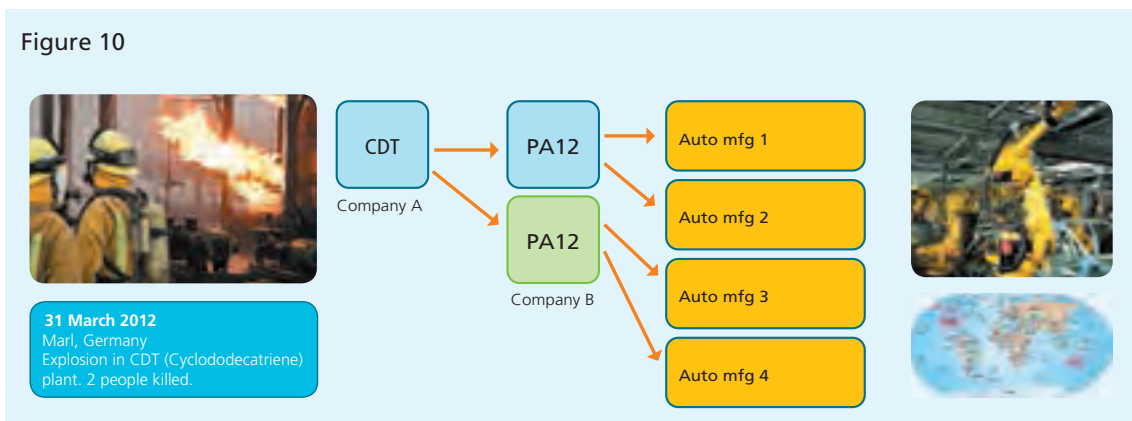 Figure 10
CDT
Company A
PA12
PA12
Company B
Auto mfg 1
Auto mfg 2
Auto mfg 3
Auto mfg 4
31 March 2012
Marl, Germany
Explosion in CDT (Cyclododecatriene)
plant. 2 people killed.